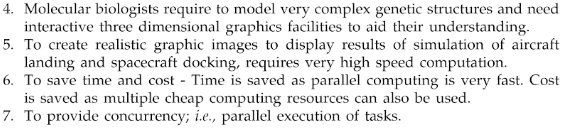 4. Molecular biologists require to model very complex genetic structures and need
interactive three dimensional graphics facilities to aid their understanding.
5. To create realistic graphic images to display results of simulation of aircraft
landing and spacecraft docking, requires very high speed computation.
6. To save time and cost - Time is saved as parallel computing is very fast. Cost
is saved as multiple cheap computing resources can also be used.
7. To provide concurrency; i.e., parallel execution of tasks.